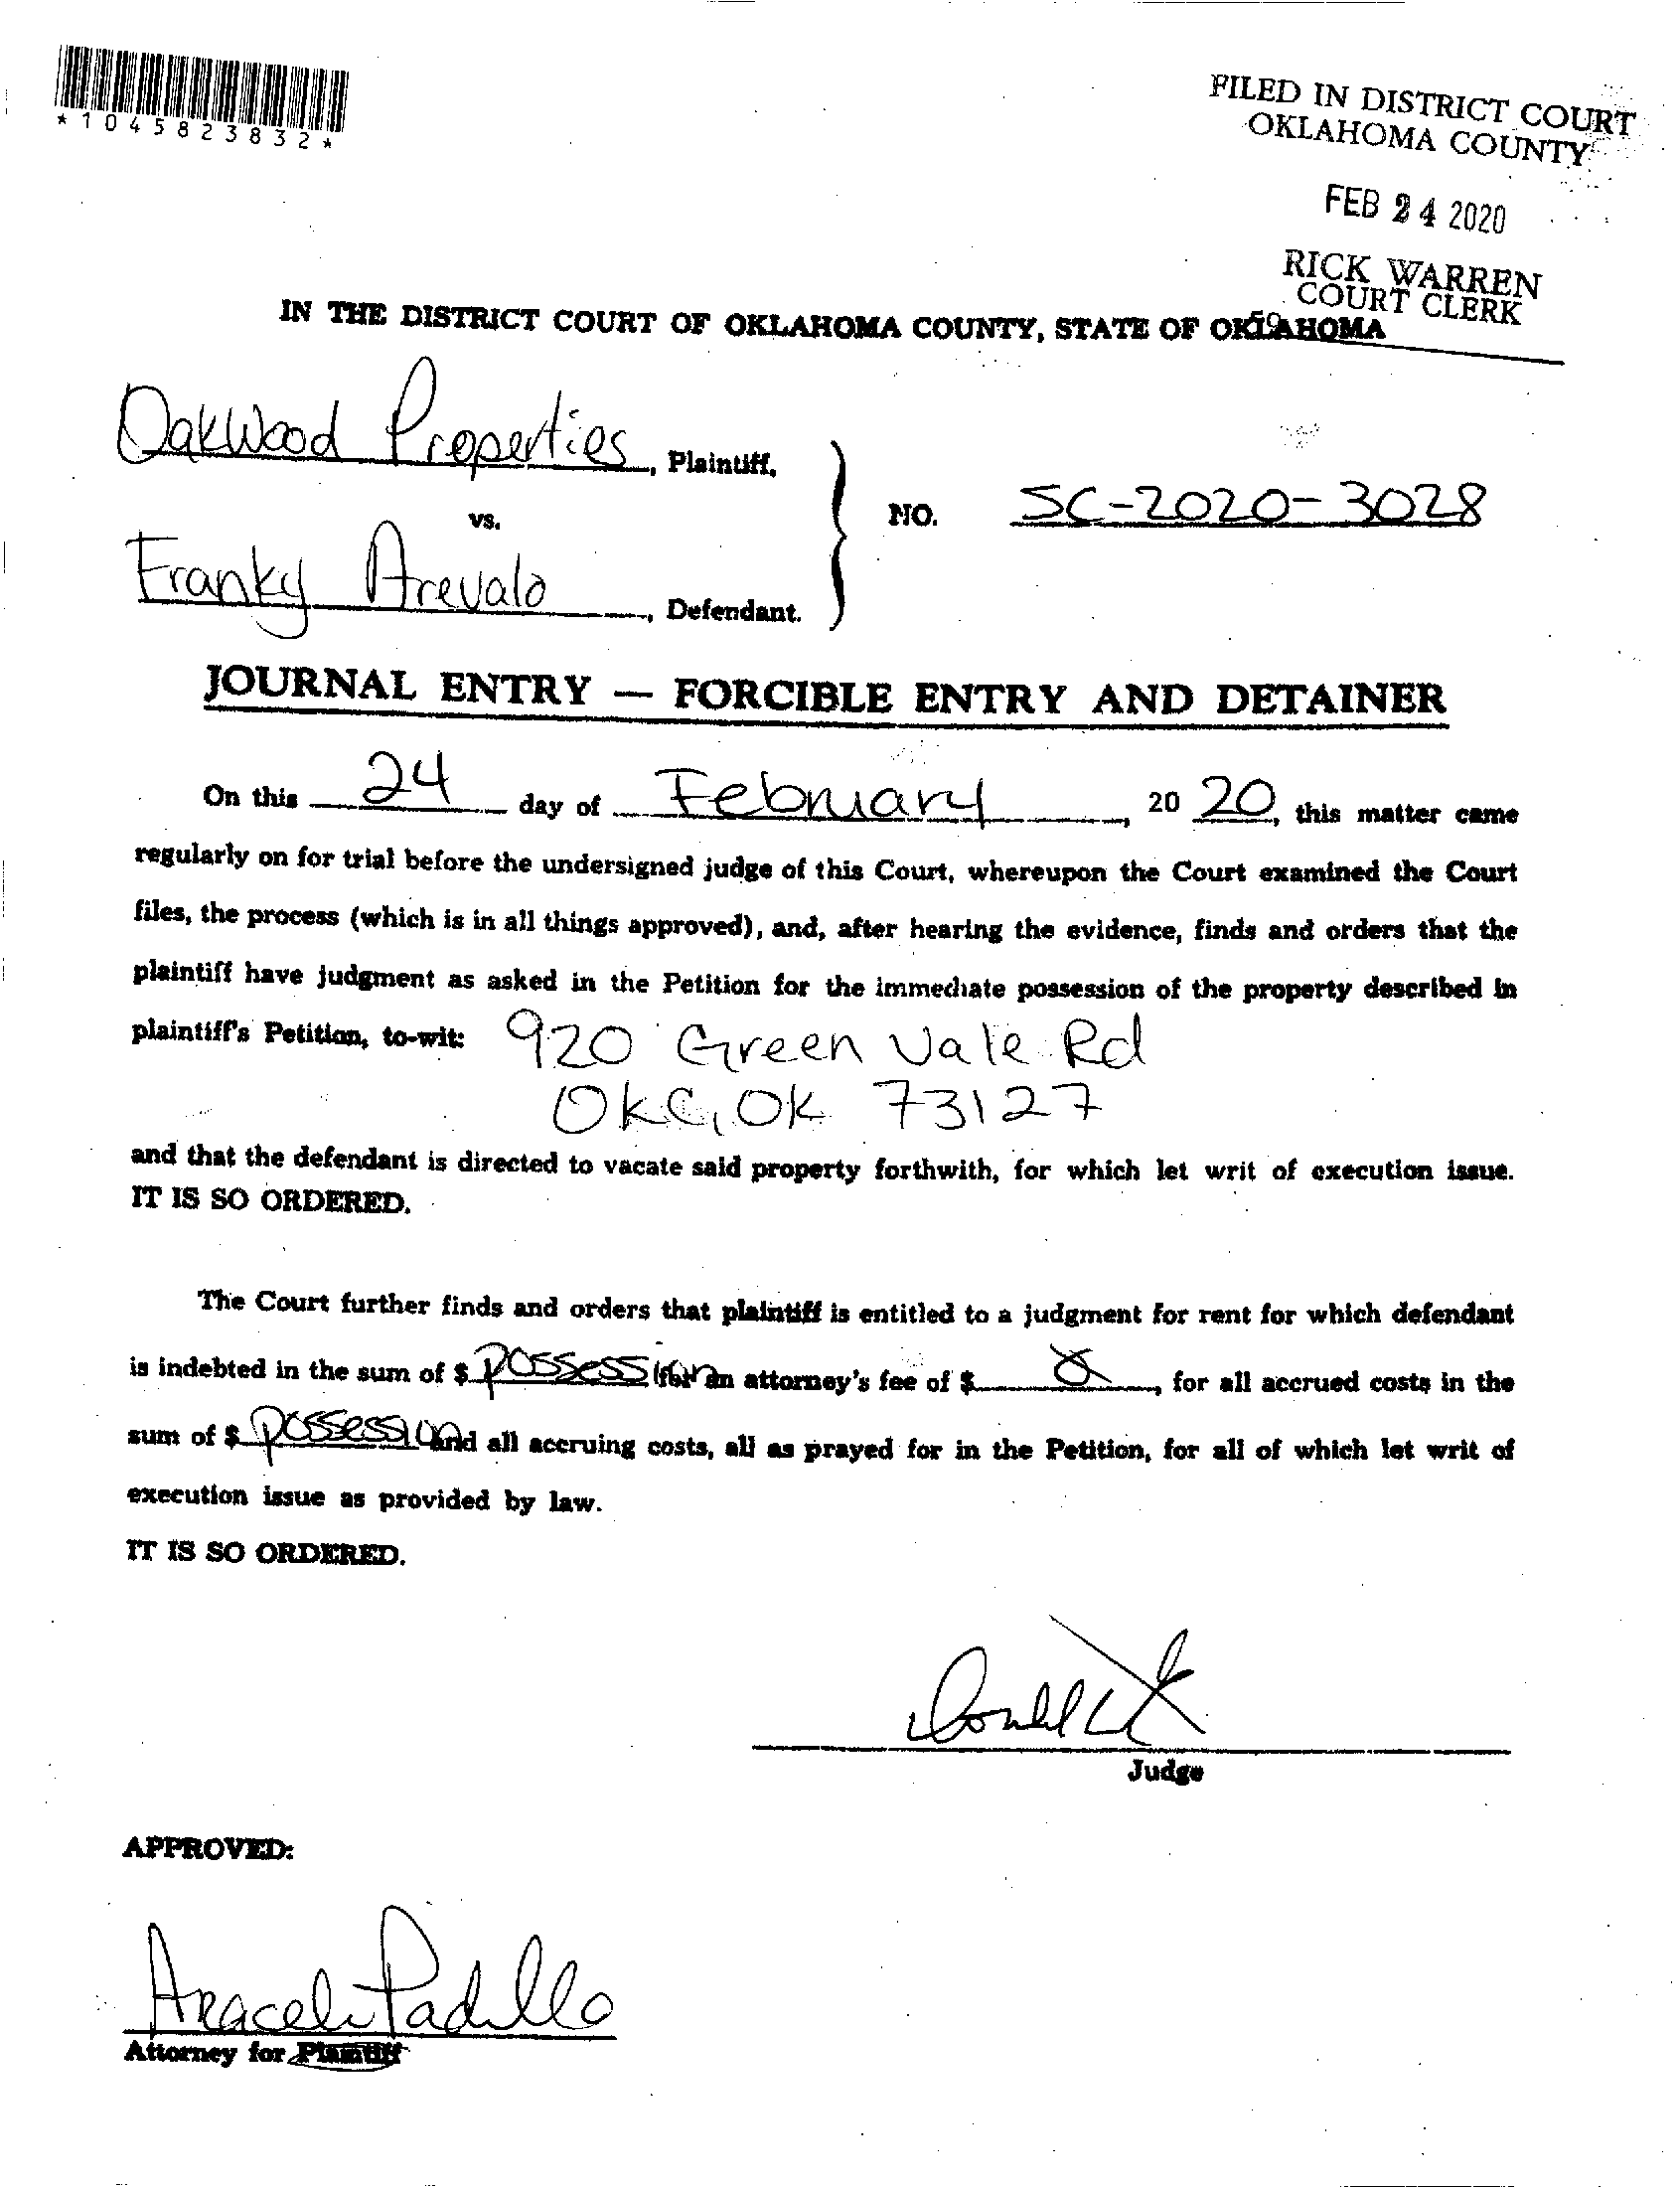 *1045823832*
FILED IN DISTRICT COURT
OKLAHOMA COUNTY
FEB 24 2020
RICK WARREN
COURT CLERK
IN THE DISTRICT COURT OF OKLAHOMA COUNTY, STATE OF OKLAHOMA
Oakwood Properties, Plaintiff,
vs.
NO. SC-2020-3028
Franky Arevalo, Defendant.
JOURNAL ENTRY — FORCIBLE ENTRY AND DETAINER
On this 24 day of February, 20 20, this matter came
regularly on for trial before the undersigned judge of this Court, whereupon the Court examined the Court
files, the process (which is in all things approved), and, after hearing the evidence, finds and orders that the
plaintiff have judgment as asked in the Petition for the immediate possession of the property described in
plaintiff's Petition, to-wit: 920 Green Vale Rd
OKC, OK 73127
and that the defendant is directed to vacate said property forthwith, for which let writ of execution issue.
IT IS SO ORDERED.
The Court further finds and orders that plaintiff is entitled to a judgment for rent for which defendant
is indebted in the sum of $ possession for an attorney's fee of $ , for all accrued costs in the
sum of $ possession and all accruing costs, all as prayed for in the Petition, for all of which let writ of
execution issue as provided by law.
IT IS SO ORDERED.
Judge
APPROVED:
Araceli Padilla
Attorney for Plaintiff